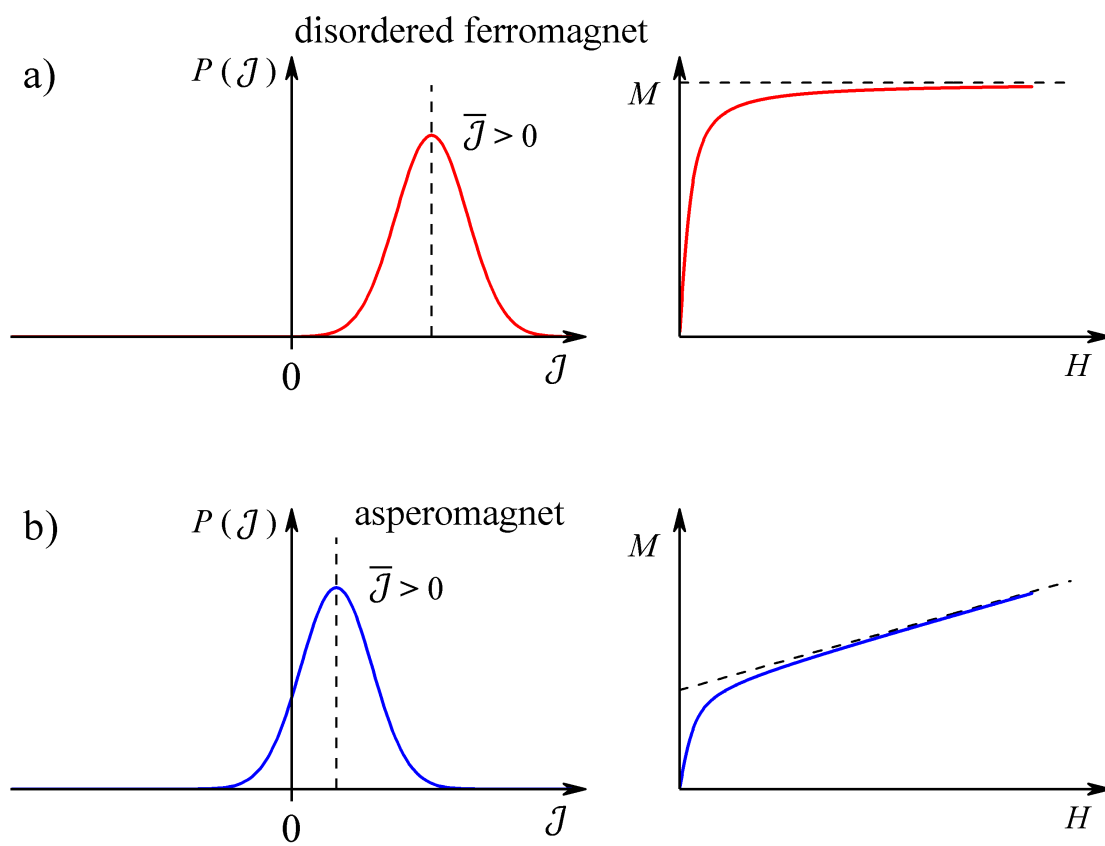 disordered ferromagnet
a)
P (𝒥)
𝒥̅ > 0
0
𝒥
M
H
b)
asperomagnet
P (𝒥)
𝒥̅ > 0
0
𝒥
M
H